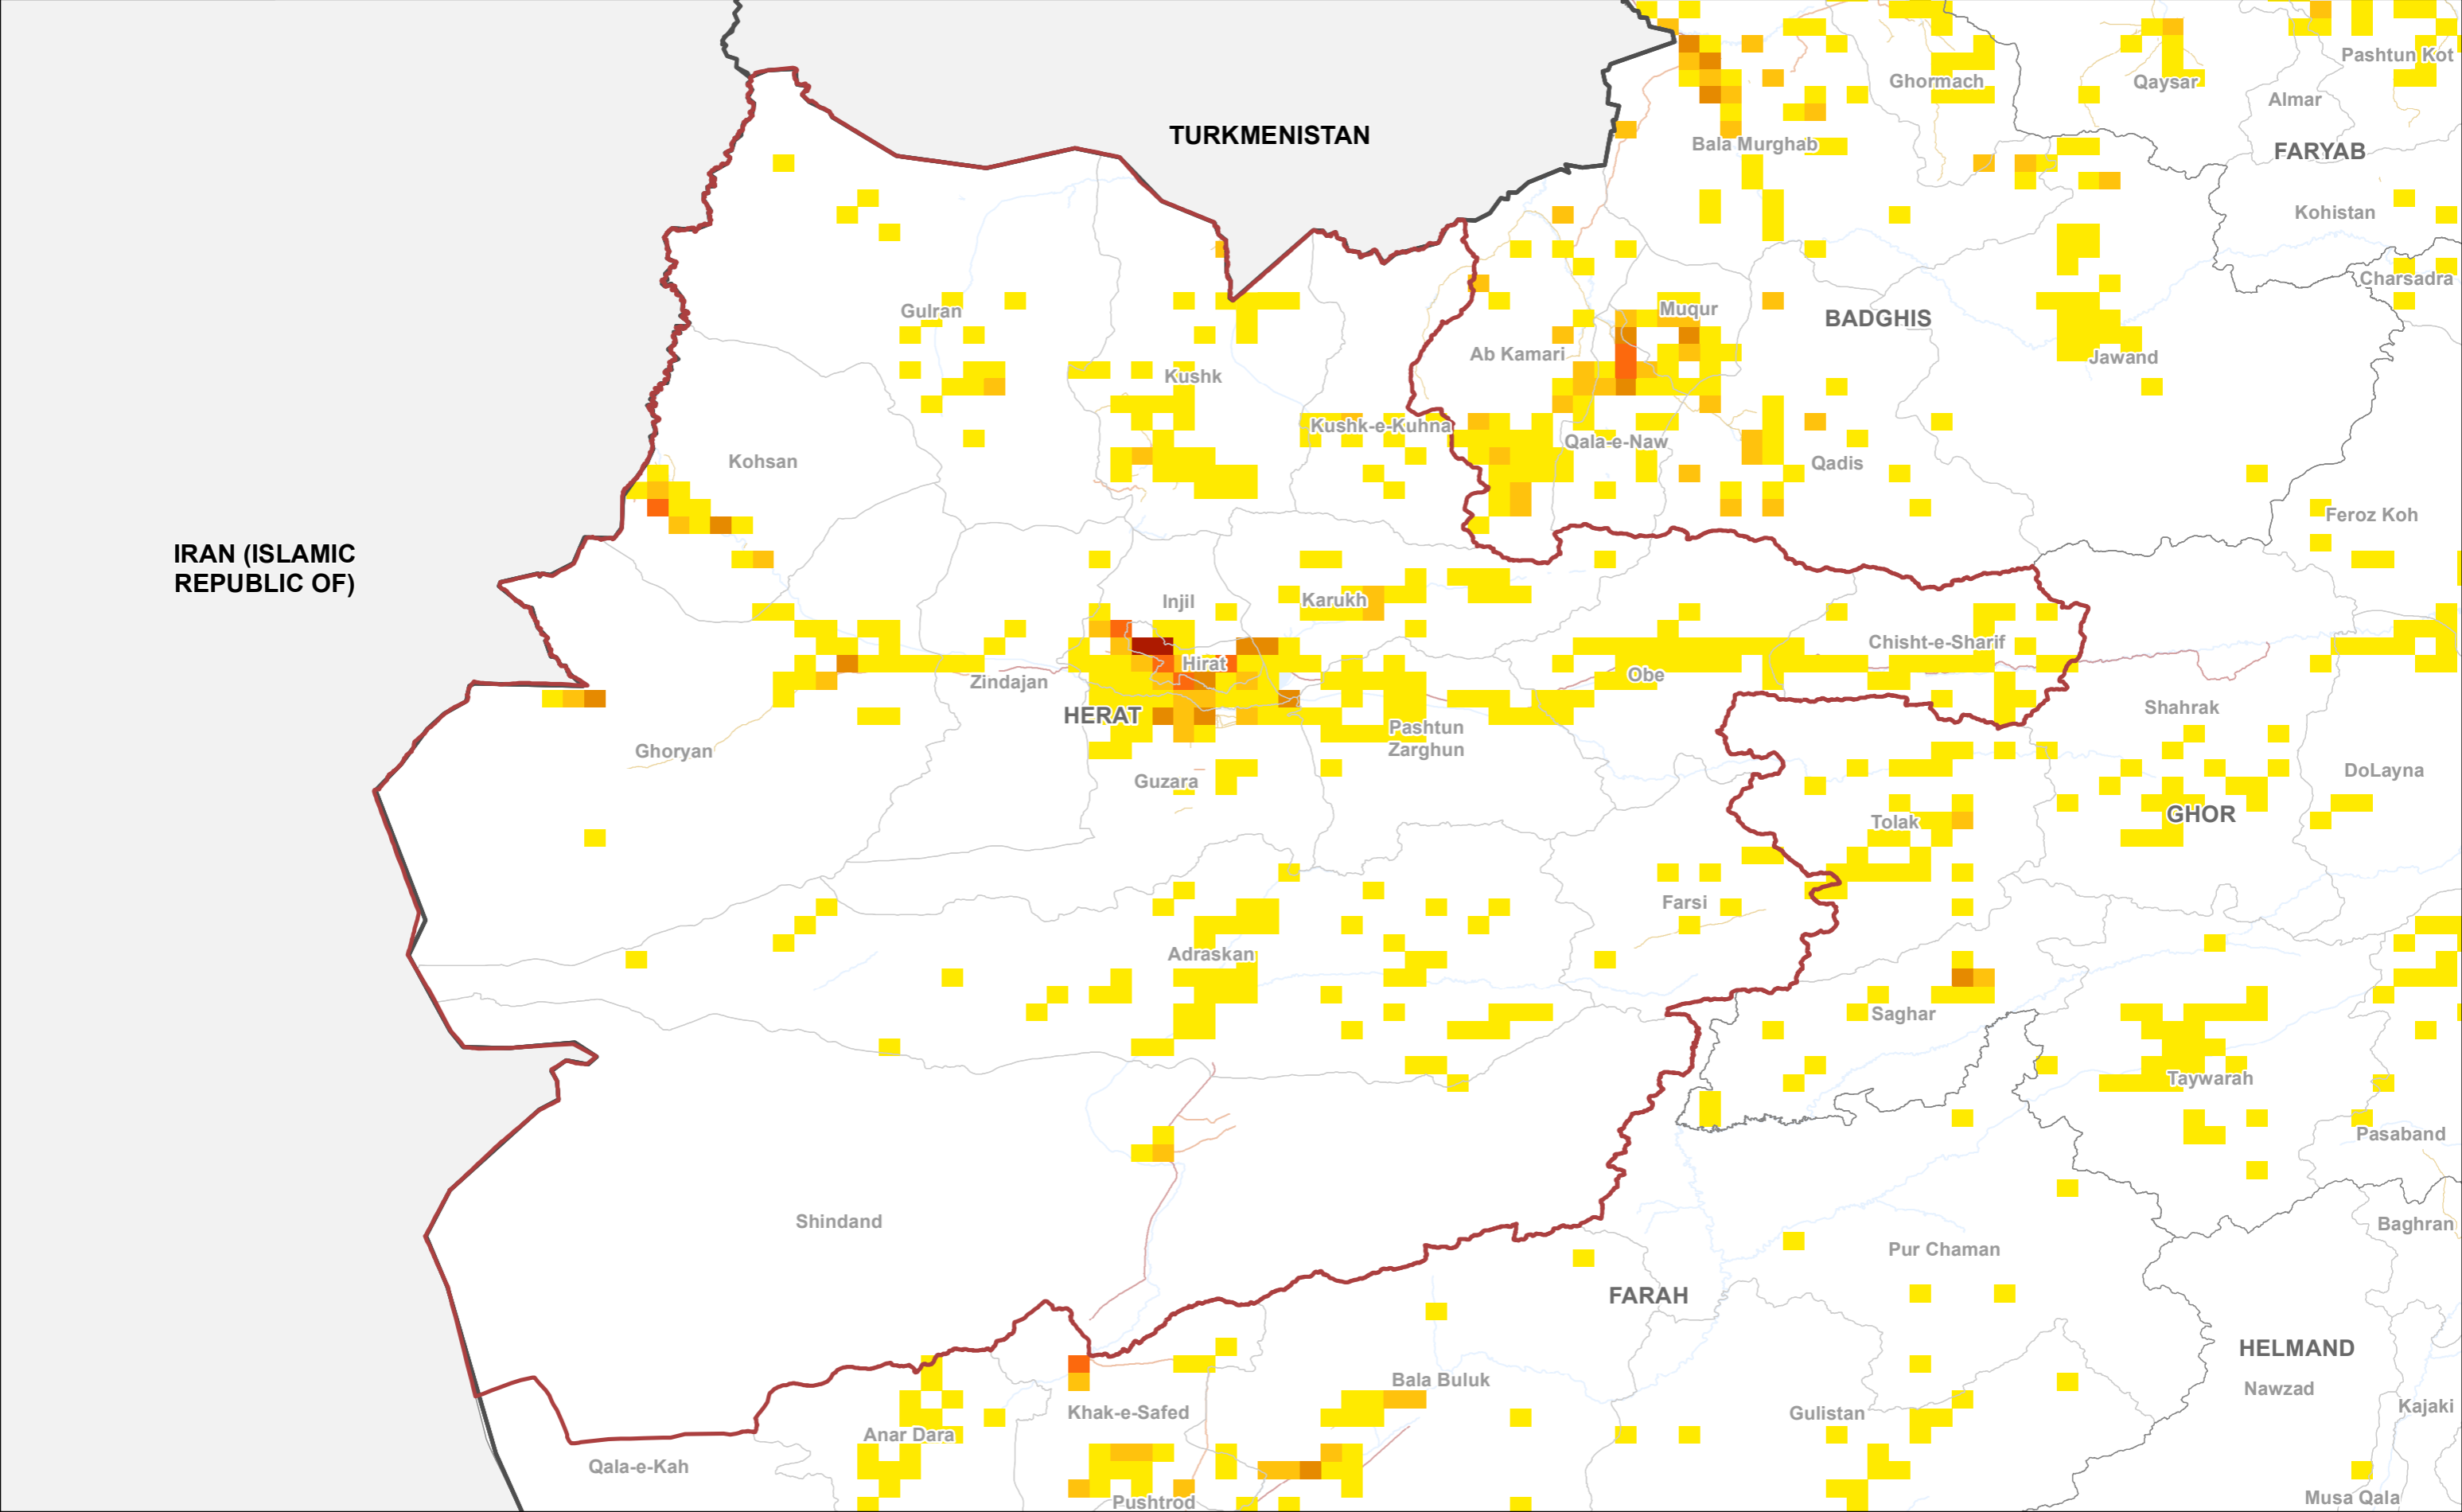 Pashtun Kot
Ghormach
Qaysar
Almar
TURKMENISTAN
Bala Murghab
FARYAB
Kohistan
Charsadra
Gulran
Muqur
BADGHIS
Ab Kamari
Jawand
Kushk
Kushk-e-Kuhna
Qala-e-Naw
Kohsan
Qadis
Feroz Koh
IRAN (ISLAMIC
REPUBLIC OF)
Injil
Karukh
Chisht-e-Sharif
Hirat
Obe
Zindajan
HERAT
Shahrak
Pashtun
Zarghun
Ghoryan
DoLayna
Guzara
GHOR
Tolak
Farsi
Adraskan
Saghar
Taywarah
Pasaband
Shindand
Baghran
Pur Chaman
FARAH
HELMAND
Bala Buluk
Nawzad
Kajaki
Khak-e-Safed
Gulistan
Anar Dara
Qala-e-Kah
Musa Qala
Pushtrod